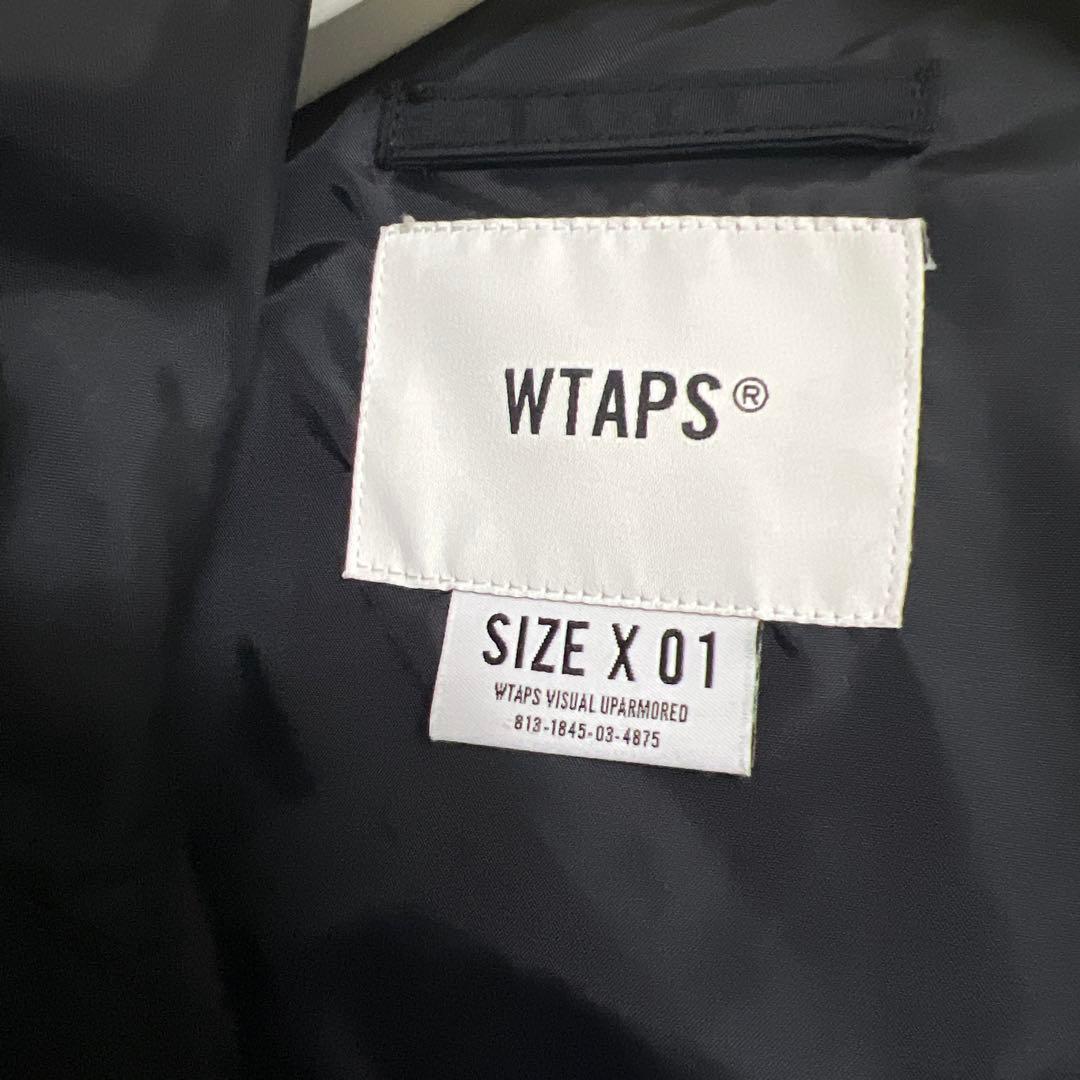 WTAPS®
SIZE X 01
WTAPS VISUAL UPARMORED
813-1845-03-4875